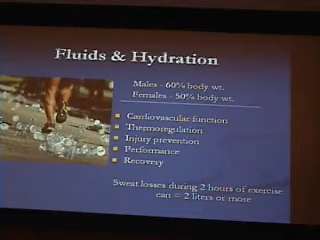 Fluids & Hydration
Males - 60% body wt.
Females - 50% body wt.
Cardiovascular function
Thermoregulation
Injury prevention
Performance
Recovery
Sweat losses during 2 hours of exercise
can = 2 liters or more